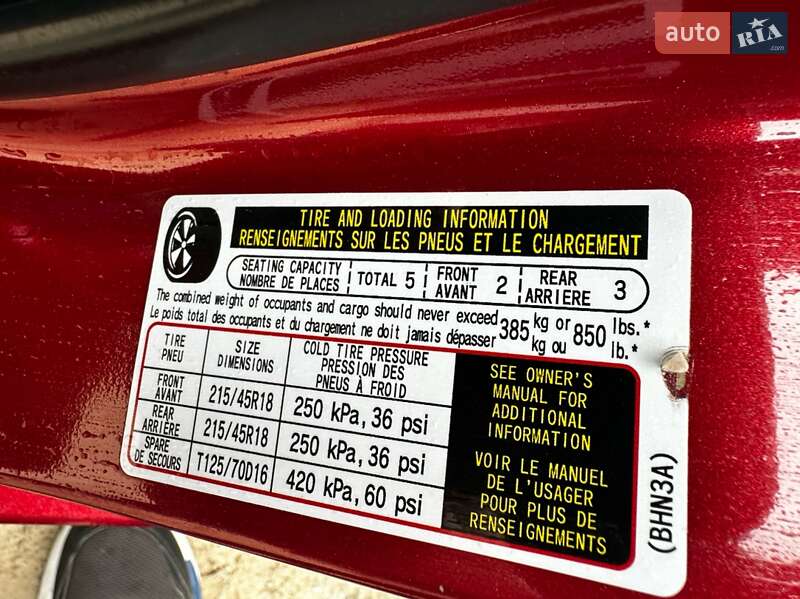 auto RIA.com
TIRE AND LOADING INFORMATION
RENSEIGNEMENTS SUR LES PNEUS ET LE CHARGEMENT
SEATING CAPACITY
NOMBRE DE PLACES
TOTAL 5
FRONT
AVANT 2
REAR
ARRIÈRE 3
The combined weight of occupants and cargo should never exceed
Le poids total des occupants et du chargement ne doit jamais dépasser
385 kg or
kg ou
850 lbs.*
lb.*
TIRE
PNEU
SIZE
DIMENSIONS
COLD TIRE PRESSURE
PRESSION DES
PNEUS À FROID
FRONT
AVANT
215/45R18
250 kPa, 36 psi
REAR
ARRIÈRE
215/45R18
250 kPa, 36 psi
SPARE
DE SECOURS
T125/70D16
420 kPa, 60 psi
SEE OWNER'S
MANUAL FOR
ADDITIONAL
INFORMATION
VOIR LE MANUEL
DE L'USAGER
POUR PLUS DE
RENSEIGNEMENTS
(BHN3A)